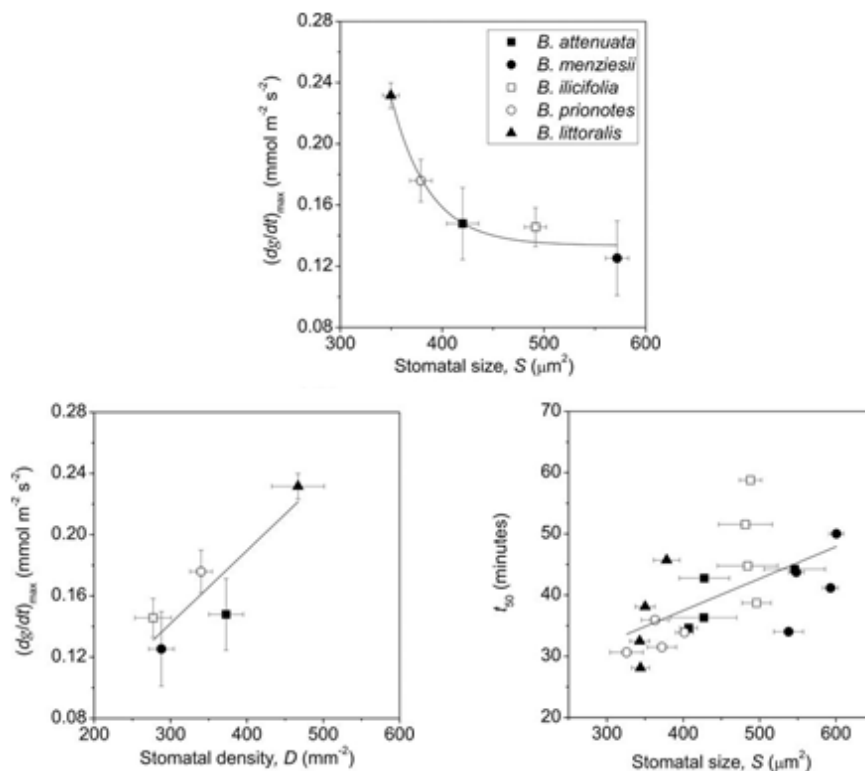 0.28
0.24
0.20
0.16
0.12
0.08
(dg/dt)max (mmol m⁻² s⁻²)
B. attenuata
B. menziesii
B. ilicifolia
B. prionotes
B. littoralis
300 400 500 600
Stomatal size, S (μm²)
0.28
0.24
0.20
0.16
0.12
0.08
(dg/dt)max (mmol m⁻² s⁻²)
200 300 400 500 600
Stomatal density, D (mm⁻²)
70
60
50
40
30
20
t₅₀ (minutes)
300 400 500 600
Stomatal size, S (μm²)